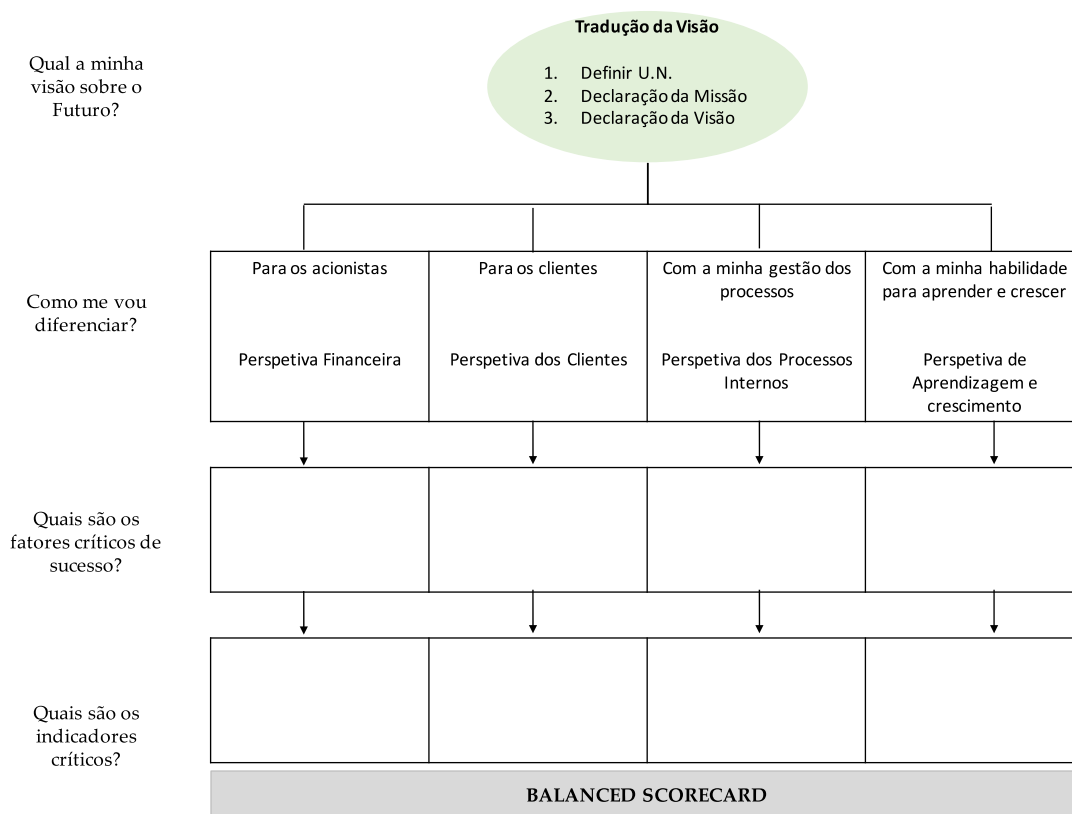 Tradução da Visão
Qual a minha
visão sobre o
Futuro?
1. Definir U.N.
2. Declaração da Missão
3. Declaração da Visão
Como me vou
diferenciar?
Para os acionistas
Perspetiva Financeira
Para os clientes
Perspetiva dos Clientes
Com a minha gestão dos
processos
Perspetiva dos Processos
Internos
Com a minha habilidade
para aprender e crescer
Perspetiva de
Aprendizagem e
crescimento
Quais são os
fatores críticos de
sucesso?
Quais são os
indicadores
críticos?
BALANCED SCORECARD